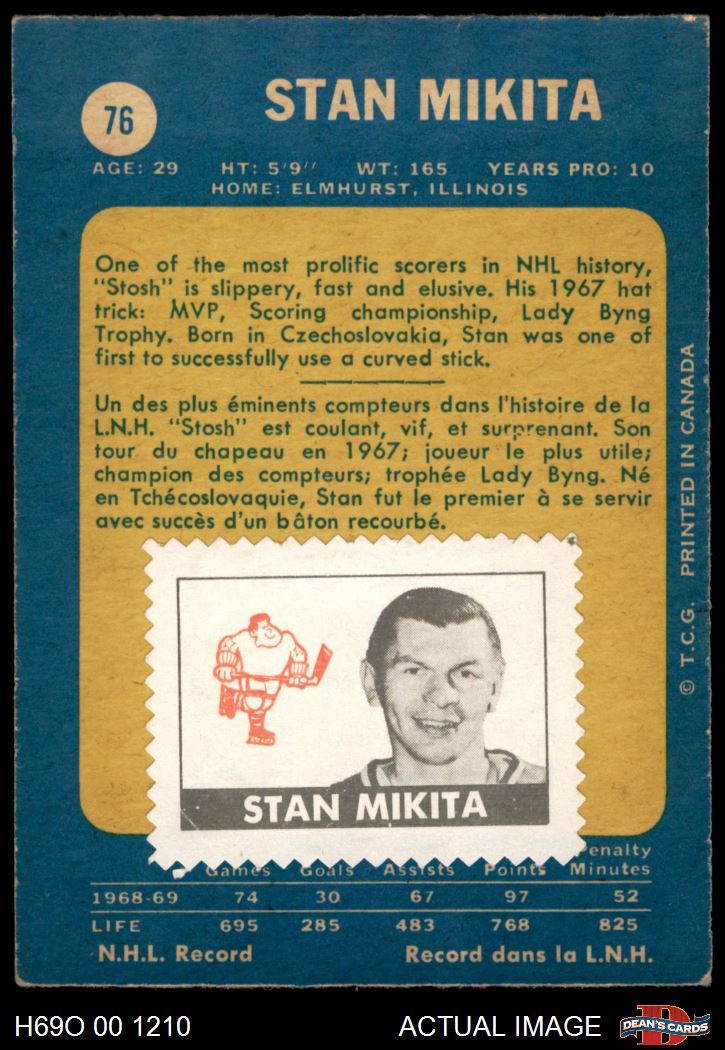 76
STAN MIKITA
AGE: 29 HT: 5'9'' WT: 165 YEARS PRO: 10
HOME: ELMHURST, ILLINOIS
One of the most prolific scorers in NHL history,
"Stosh" is slippery, fast and elusive. His 1967 hat
trick: MVP, Scoring championship, Lady Byng
Trophy. Born in Czechoslovakia, Stan was one of
first to successfully use a curved stick.
Un des plus éminents compteurs dans l'histoire de la
L.N.H. "Stosh" est coulant, vif, et surprenant. Son
tour du chapeau en 1967; joueur le plus utile;
champion des compteurs; trophée Lady Byng. Né
en Tchécoslovaquie, Stan fut le premier à se servir
avec succès d'un bâton recourbé.
© T.C.G. PRINTED IN CANADA
STAN MIKITA
Penalty
Games Goals Assists Points Minutes
1968-69 74 30 67 97 52
LIFE 695 285 483 768 825
N.H.L. Record Record dans la L.N.H.
H69O 00 1210 ACTUAL IMAGE
D
DEAN'S CARDS